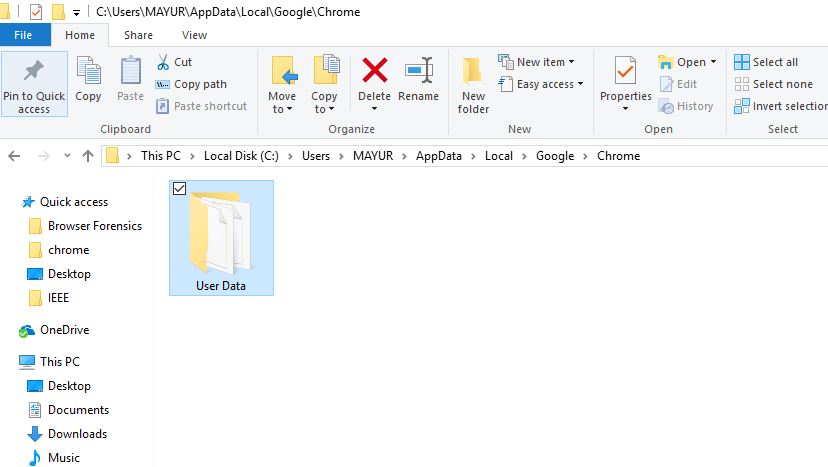 C:\Users\MAYUR\AppData\Local\Google\Chrome
File Home Share View
Pin to Quick access
Copy
Paste
Cut
Copy path
Paste shortcut
Clipboard
Move to
Copy to
Delete
Rename
Organize
New folder
New item
Easy access
New
Properties
Open
Edit
History
Open
Select all
Select none
Invert selection
Select
This PC > Local Disk (C:) > Users > MAYUR > AppData > Local > Google > Chrome
Quick access
Browser Forensics
chrome
Desktop
IEEE
OneDrive
This PC
Desktop
Documents
Downloads
Music
User Data